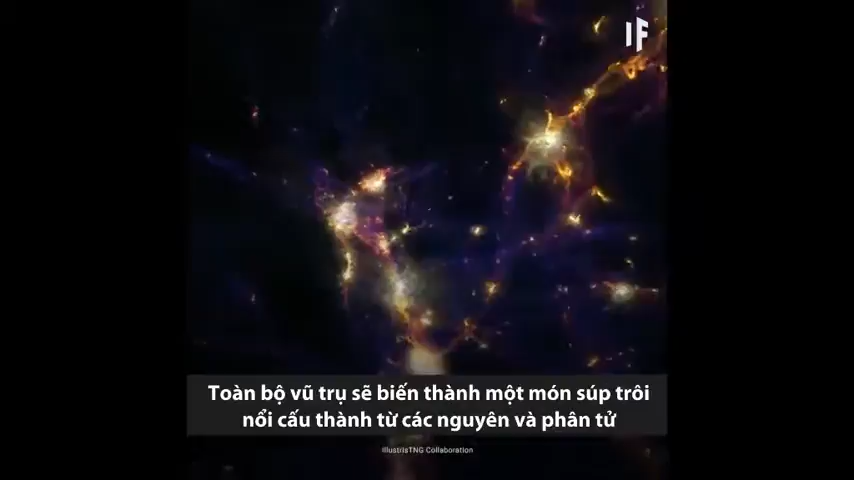 IF
Toàn bộ vũ trụ sẽ biến thành một món súp trôi
nổi cấu thành từ các nguyên và phân tử
IllustrisTNG Collaboration